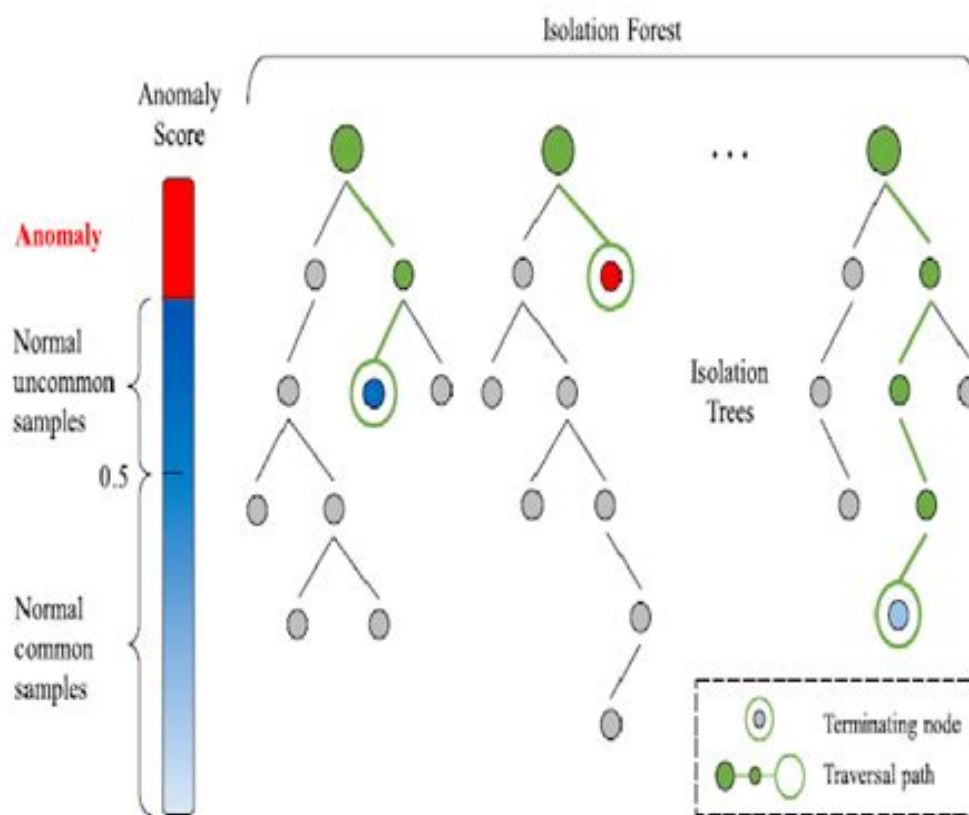 Isolation Forest
Anomaly
Score
...
Anomaly
Normal
uncommon
samples
Isolation
Trees
0.5
Normal
common
samples
Terminating node
Traversal path